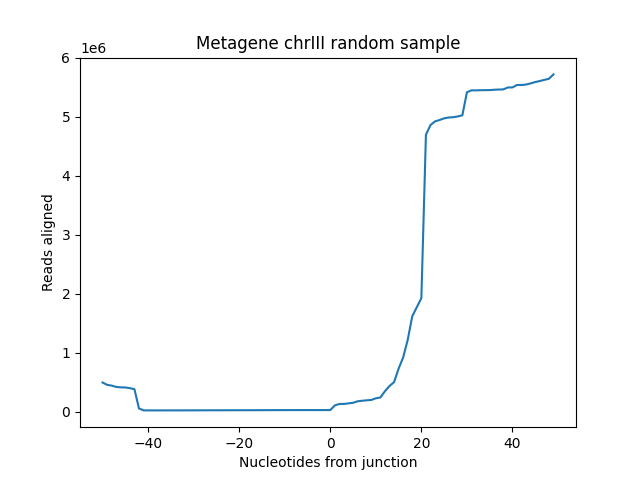 Metagene chrIII random sample
1e6
6
5
4
3
2
1
0
Reads aligned
−40 −20 0 20 40
Nucleotides from junction